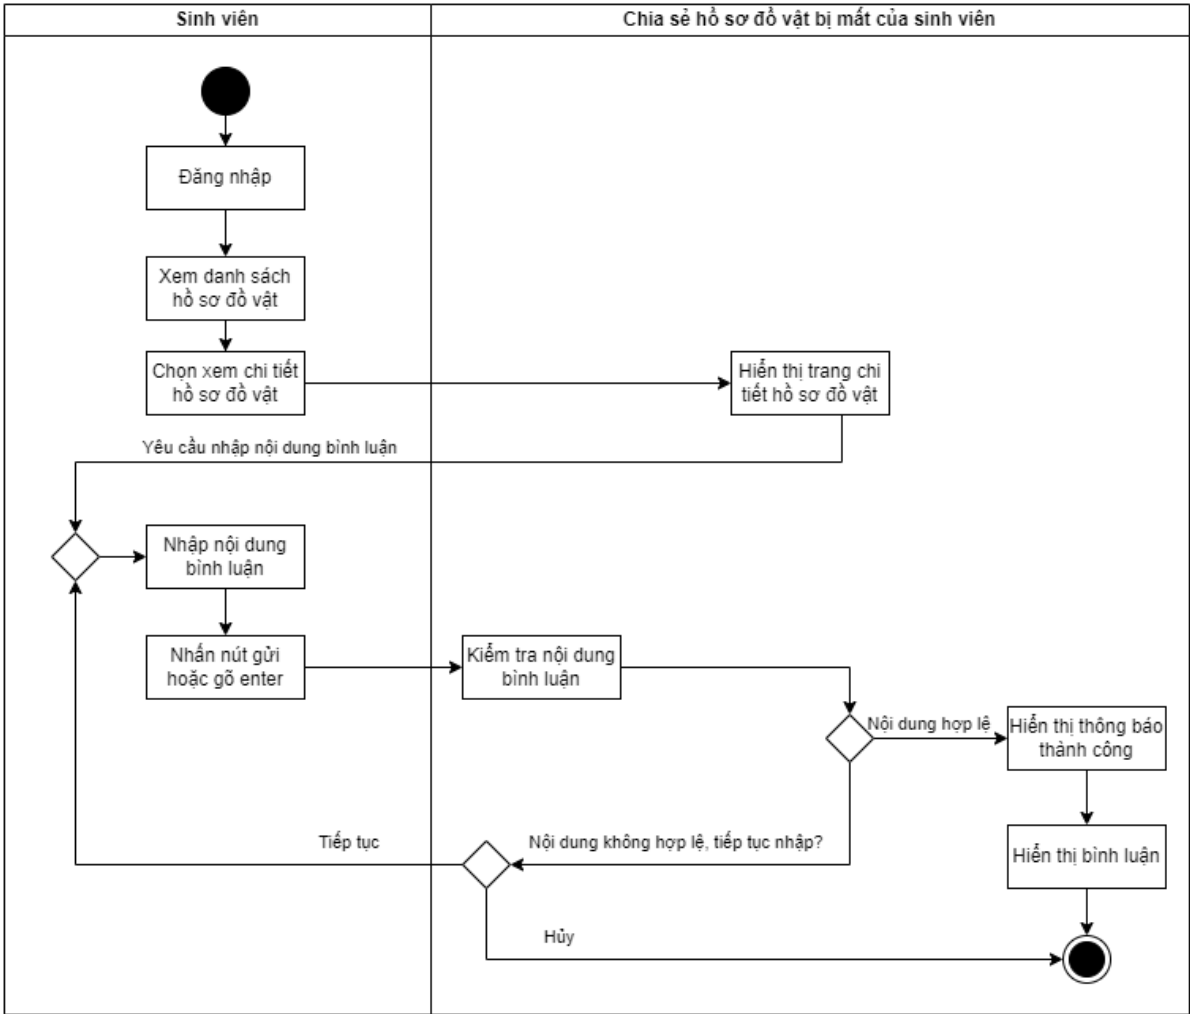 Sinh viên
Chia sẻ hồ sơ đồ vật bị mất của sinh viên
Đăng nhập
Xem danh sách
hồ sơ đồ vật
Chọn xem chi tiết
hồ sơ đồ vật
Hiển thị trang chi
tiết hồ sơ đồ vật
Yêu cầu nhập nội dung bình luận
Nhập nội dung
bình luận
Nhấn nút gửi
hoặc gõ enter
Kiểm tra nội dung
bình luận
Nội dung hợp lệ
Hiển thị thông báo
thành công
Tiếp tục
Nội dung không hợp lệ, tiếp tục nhập?
Hiển thị bình luận
Hủy